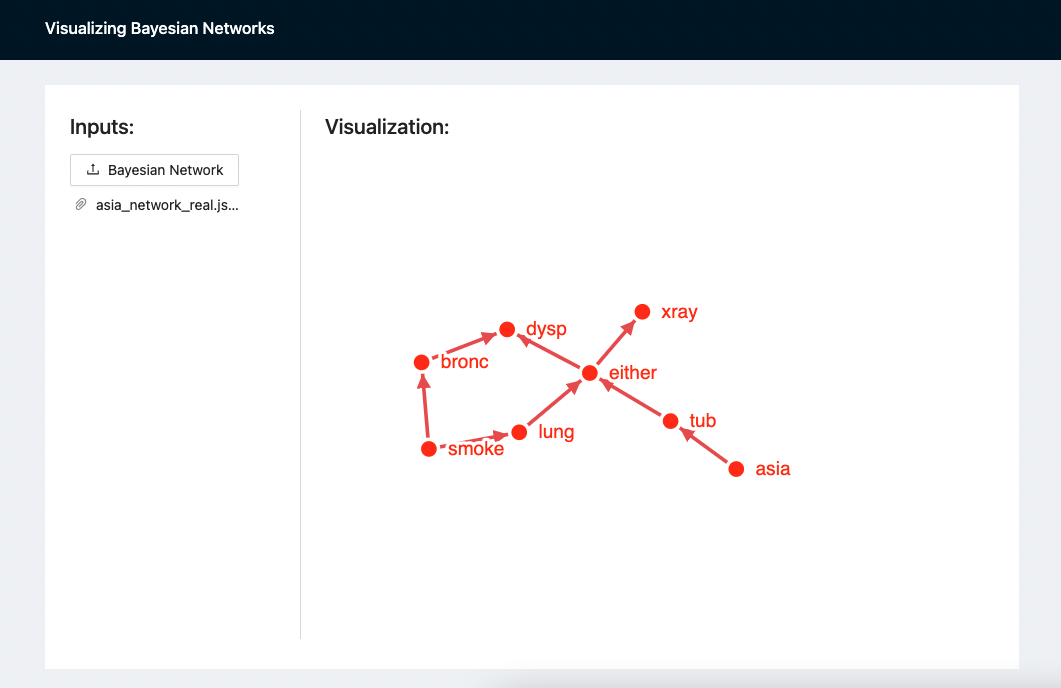 Visualizing Bayesian Networks
Inputs:
Bayesian Network
asia_network_real.js...
Visualization:
xray
dysp
bronc
either
tub
lung
smoke
asia